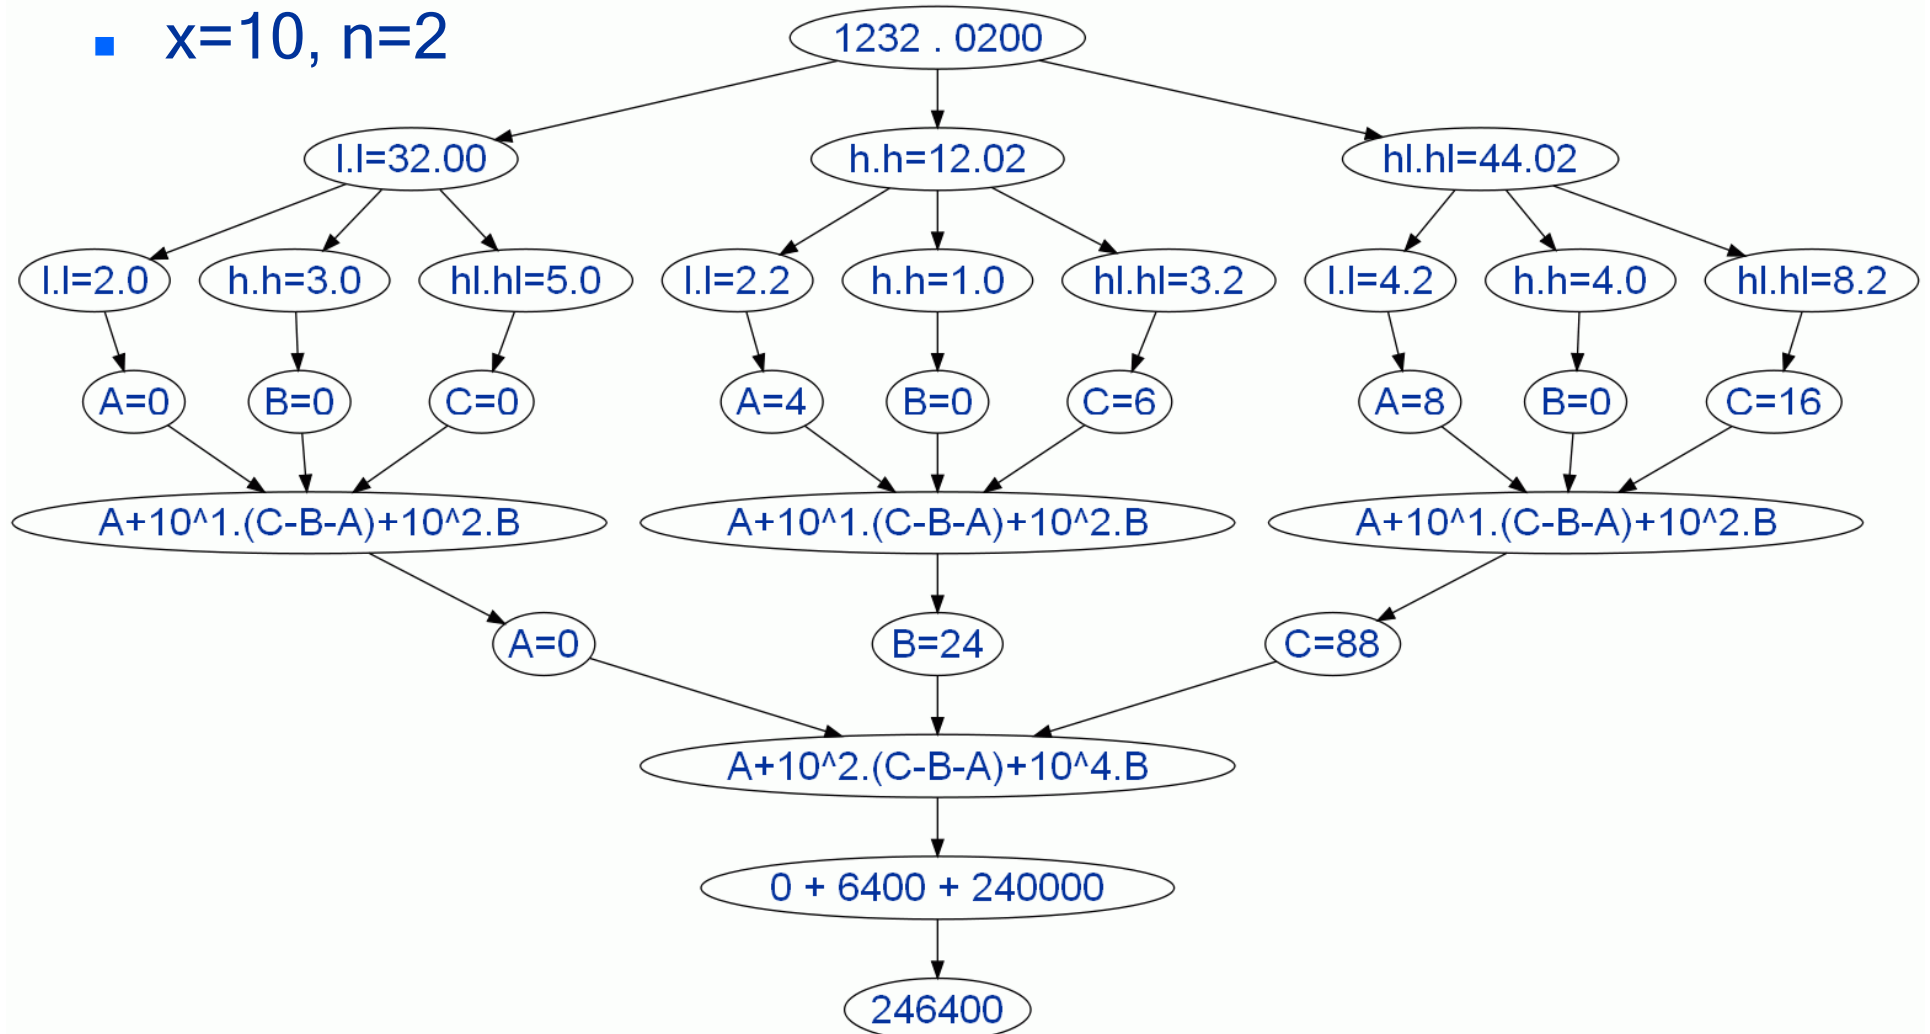 ▪ x=10, n=2
1232 . 0200
l.l=32.00
h.h=12.02
hl.hl=44.02
l.l=2.0
h.h=3.0
hl.hl=5.0
l.l=2.2
h.h=1.0
hl.hl=3.2
l.l=4.2
h.h=4.0
hl.hl=8.2
A=0
B=0
C=0
A=4
B=0
C=6
A=8
B=0
C=16
A+10^1.(C-B-A)+10^2.B
A+10^1.(C-B-A)+10^2.B
A+10^1.(C-B-A)+10^2.B
A=0
B=24
C=88
A+10^2.(C-B-A)+10^4.B
0 + 6400 + 240000
246400